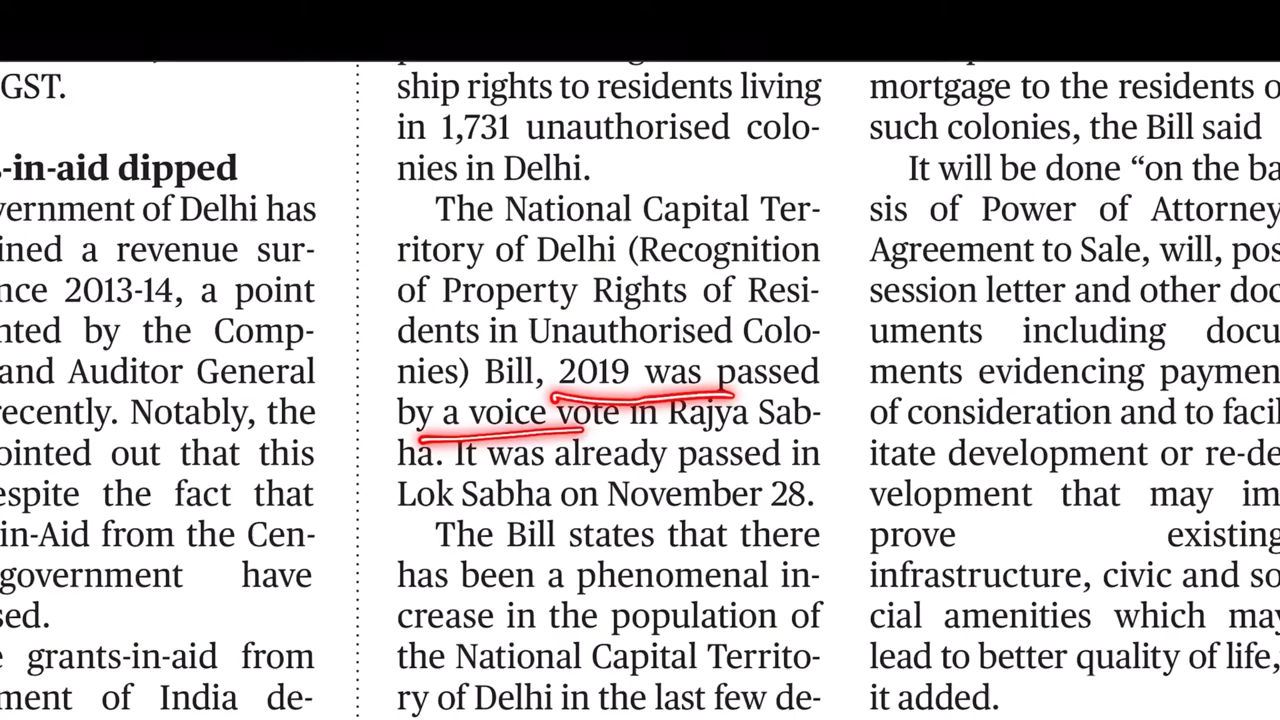 GST.
-in-aid dipped
vernment of Delhi has
ined a revenue sur-
nce 2013-14, a point
nted by the Comp-
and Auditor General
recently. Notably, the
ointed out that this
espite the fact that
in-Aid from the Cen-
government have
sed.
e grants-in-aid from
ment of India de-
ship rights to residents living
in 1,731 unauthorised colo-
nies in Delhi.
The National Capital Ter-
ritory of Delhi (Recognition
of Property Rights of Resi-
dents in Unauthorised Colo-
nies) Bill, 2019 was passed
by a voice vote in Rajya Sab-
ha. It was already passed in
Lok Sabha on November 28.
The Bill states that there
has been a phenomenal in-
crease in the population of
the National Capital Territo-
ry of Delhi in the last few de-
mortgage to the residents o
such colonies, the Bill said
It will be done “on the ba
sis of Power of Attorney
Agreement to Sale, will, pos
session letter and other doc
uments including docu
ments evidencing paymen
of consideration and to facil
itate development or re-de
velopment that may im
prove existing
infrastructure, civic and so
cial amenities which may
lead to better quality of life,
it added.